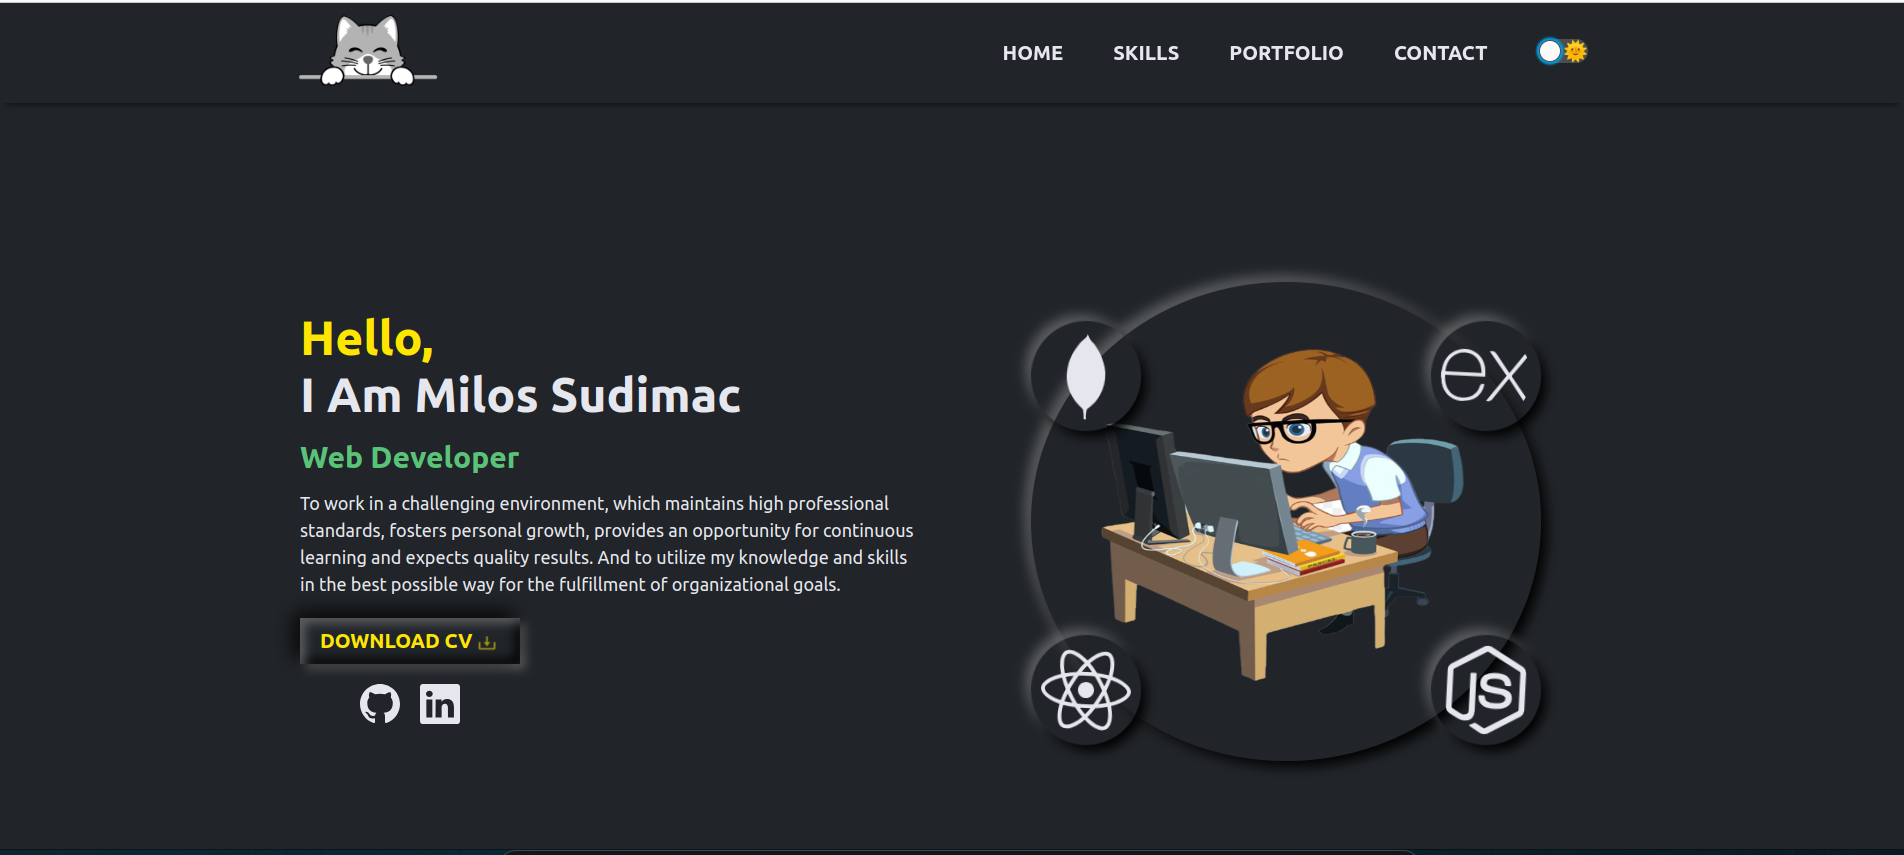 HOME SKILLS PORTFOLIO CONTACT
Hello,
I Am Milos Sudimac
Web Developer
To work in a challenging environment, which maintains high professional
standards, fosters personal growth, provides an opportunity for continuous
learning and expects quality results. And to utilize my knowledge and skills
in the best possible way for the fulfillment of organizational goals.
DOWNLOAD CV
in
ex
JS